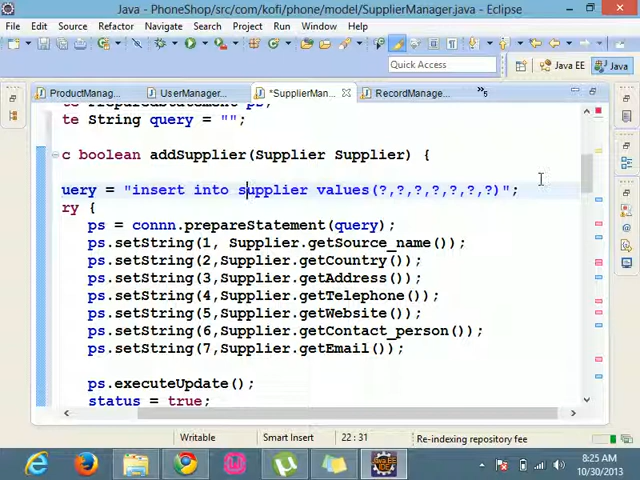 Java - PhoneShop/src/com/kofi/phone/model/SupplierManager.java - Eclipse
File Edit Source Refactor Navigate Search Project Run Window Help
Quick Access
Java EE
Java
ProductManag...
UserManager...
*SupplierMan...
RecordManage...
»5
te PreparedStatement ps;
te String query = "";
c boolean addSupplier(Supplier Supplier) {
uery = "insert into supplier values(?,?,?,?,?,?,?)";
ry {
ps = connn.prepareStatement(query);
ps.setString(1, Supplier.getSource_name());
ps.setString(2,Supplier.getCountry());
ps.setString(3,Supplier.getAddress());
ps.setString(4,Supplier.getTelephone());
ps.setString(5,Supplier.getWebsite());
ps.setString(6,Supplier.getContact_person());
ps.setString(7,Supplier.getEmail());
ps.executeUpdate();
status = true;
Writable
Smart Insert
22 : 31
Re-indexing repository fee
8:25 AM
10/30/2013